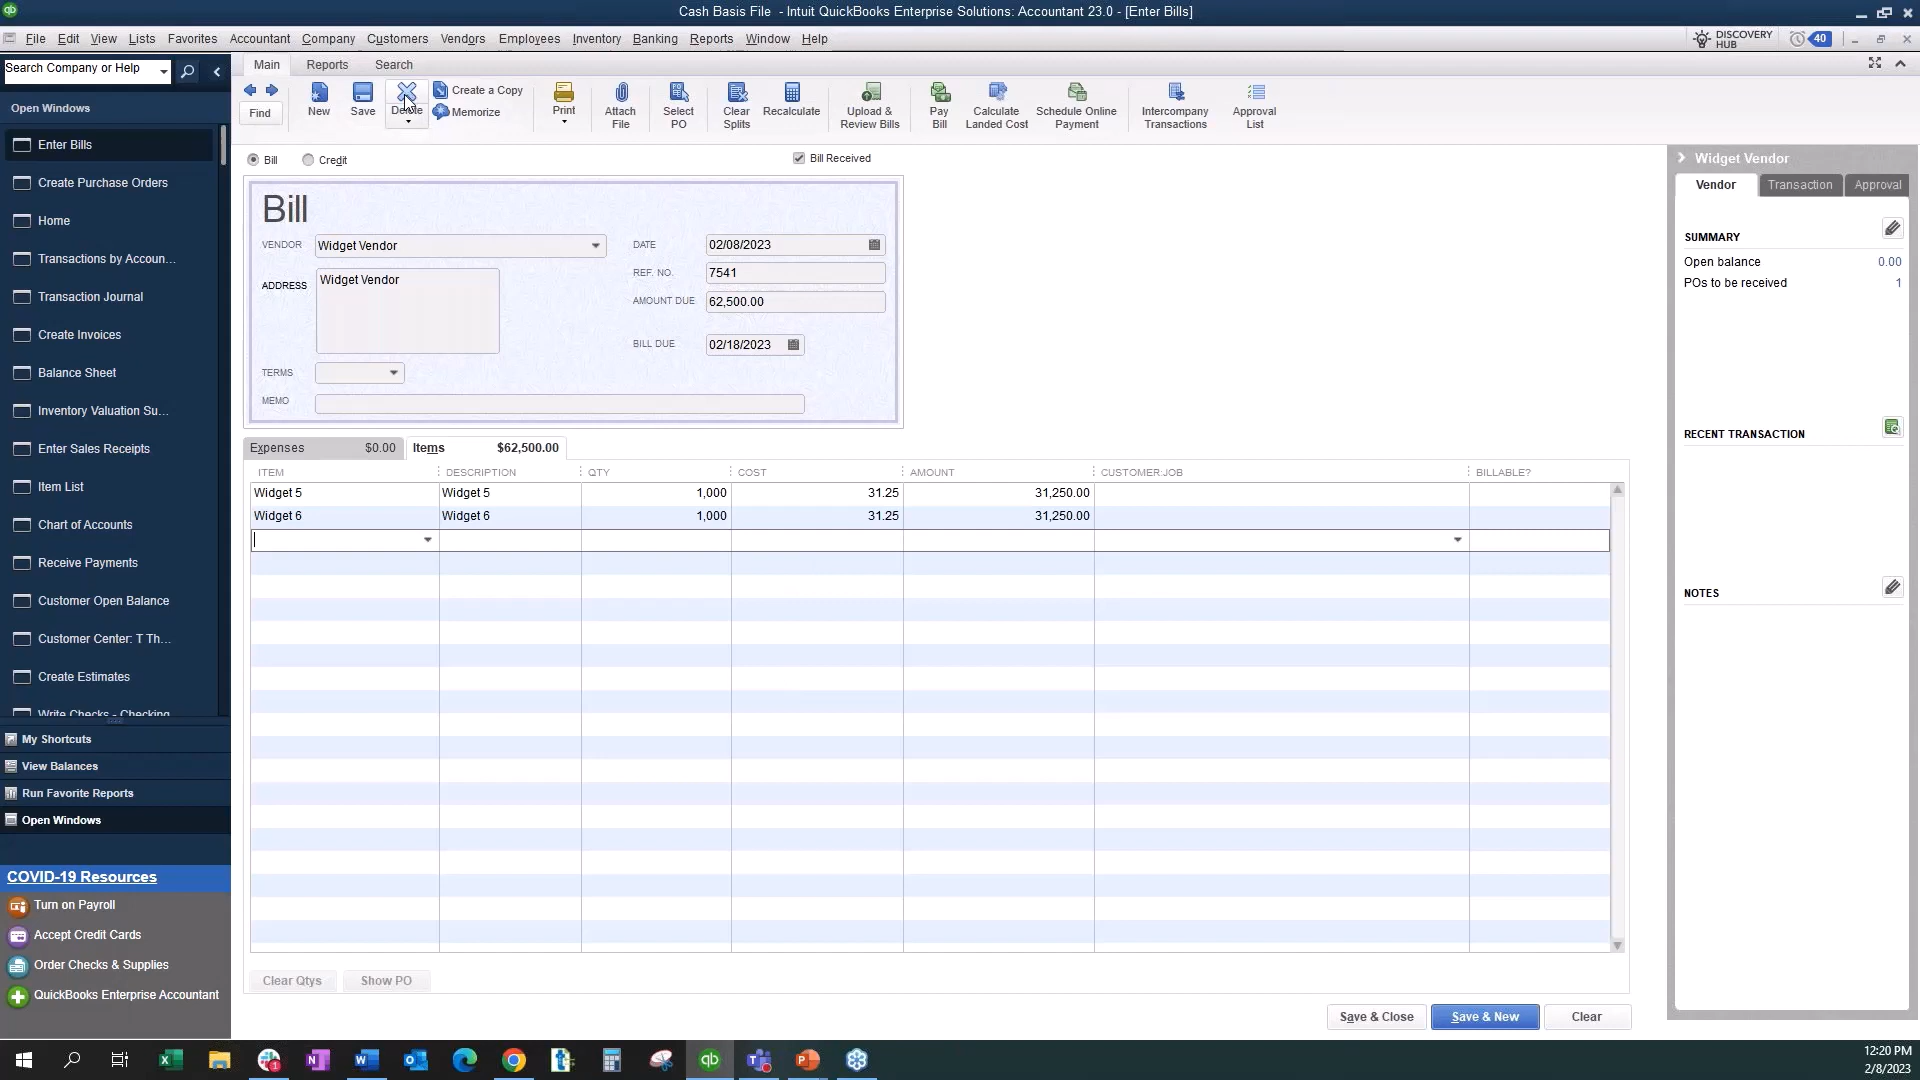 Cash Basis File - Intuit QuickBooks Enterprise Solutions: Accountant 23.0 - [Enter Bills]
File Edit View Lists Favorites Accountant Company Customers Vendors Employees Inventory Banking Reports Window Help
DISCOVERY HUB 40
Search Company or Help
Main Reports Search
Find
New
Save
Delete
Create a Copy
Memorize
Print
Attach File
Select PO
Clear Splits
Recalculate
Upload & Review Bills
Pay Bill
Calculate Landed Cost
Schedule Online Payment
Intercompany Transactions
Approval List
Open Windows
Enter Bills
Create Purchase Orders
Home
Transactions by Accoun...
Transaction Journal
Create Invoices
Balance Sheet
Inventory Valuation Su...
Enter Sales Receipts
Item List
Chart of Accounts
Receive Payments
Customer Open Balance
Customer Center: T Th...
Create Estimates
Write Checks - Checking
My Shortcuts
View Balances
Run Favorite Reports
Open Windows
COVID-19 Resources
Turn on Payroll
Accept Credit Cards
Order Checks & Supplies
QuickBooks Enterprise Accountant
Bill Credit Bill Received
Bill
VENDOR Widget Vendor DATE 02/08/2023
ADDRESS Widget Vendor REF. NO. 7541
AMOUNT DUE 62,500.00
BILL DUE 02/18/2023
TERMS
MEMO
Expenses $0.00 Items $62,500.00
ITEM DESCRIPTION QTY COST AMOUNT CUSTOMER:JOB BILLABLE?
Widget 5 Widget 5 1,000 31.25 31,250.00
Widget 6 Widget 6 1,000 31.25 31,250.00
Clear Qtys Show PO
Save & Close Save & New Clear
Widget Vendor
Vendor Transaction Approval
SUMMARY
Open balance 0.00
POs to be received 1
RECENT TRANSACTION
NOTES
12:20 PM
2/8/2023